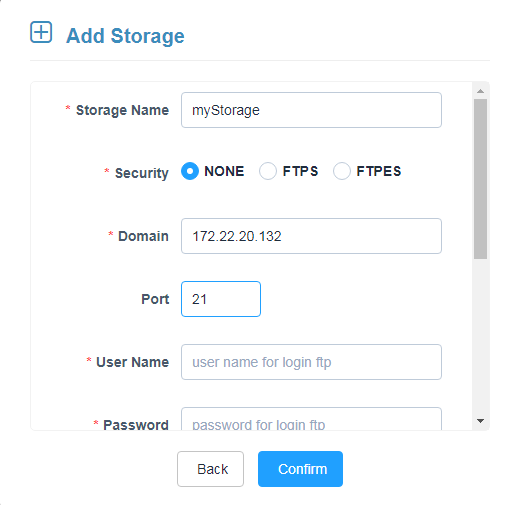 Add Storage
* Storage Name myStorage
* Security NONE FTPS FTPES
* Domain 172.22.20.132
Port 21
* User Name user name for login ftp
* Password password for login ftp
Back Confirm